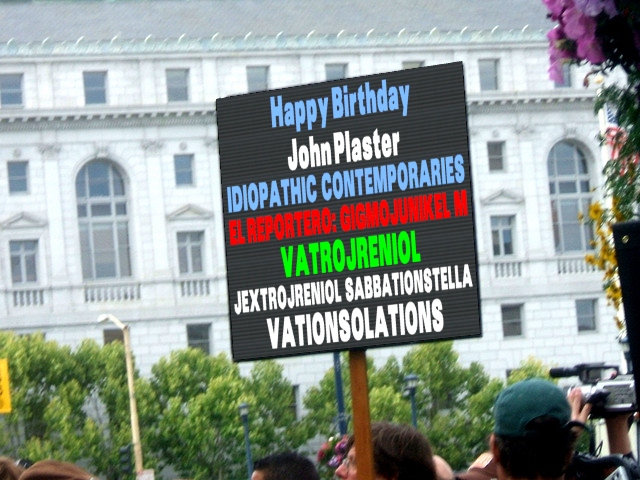 Happy Birthday
John Plaster
IDIOPATHIC CONTEMPORARIES
EL REPORTERO: GIGMOJUNIKEL M
VATROJRENIOL
JEXTROJRENIOL SABBATIONSTELLA
VATIONSOLATIONS